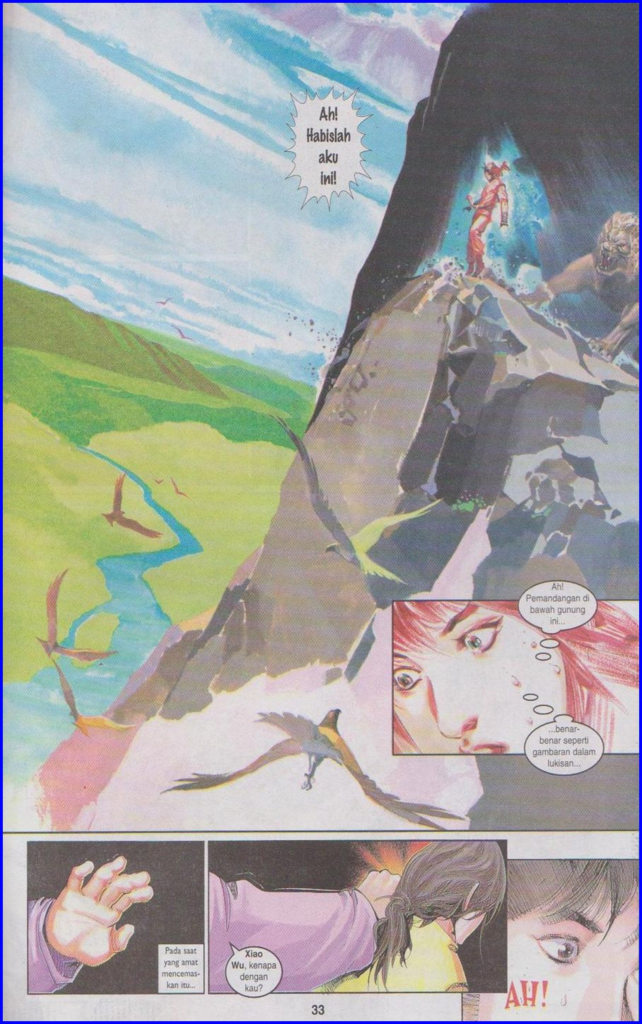 Ah!
Habislah
aku
ini!
Ah!
Pemandangan di
bawah gunung
ini...
...benar-
benar seperti
gambaran dalam
lukisan...
Pada saat
yang amat
mencemas-
kan itu...
Xiao
Wu, kenapa
dengan
kau?
AH!
33